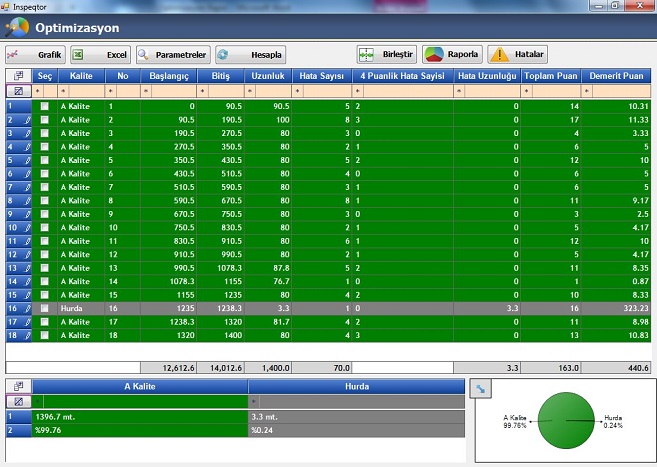 Inspeqtor
Optimizasyon
Grafik Excel Parametreler Hesapla Birleştir Raporla Hatalar
Seç Kalite No Başlangıç Bitiş Uzunluk Hata Sayısı 4 Puanlik Hata Sayisi Hata Uzunluğu Toplam Puan Demerit Puan
1 A Kalite 1 0 90.5 90.5 5 2 0 14 10.31
2 A Kalite 2 90.5 190.5 100 8 3 0 17 11.33
3 A Kalite 3 190.5 270.5 80 3 0 0 4 3.33
4 A Kalite 4 270.5 350.5 80 2 1 0 6 5
5 A Kalite 5 350.5 430.5 80 5 2 0 12 10
6 A Kalite 6 430.5 510.5 80 4 1 0 6 5
7 A Kalite 7 510.5 590.5 80 3 1 0 6 5
8 A Kalite 8 590.5 670.5 80 8 1 0 11 9.17
9 A Kalite 9 670.5 750.5 80 3 0 0 3 2.5
10 A Kalite 10 750.5 830.5 80 2 1 0 5 4.17
11 A Kalite 11 830.5 910.5 80 6 1 0 12 10
12 A Kalite 12 910.5 990.5 80 2 1 0 5 4.17
13 A Kalite 13 990.5 1078.3 87.8 5 2 0 11 8.35
14 A Kalite 14 1078.3 1155 76.7 1 0 0 1 0.87
15 A Kalite 15 1155 1235 80 4 2 0 10 8.33
16 Hurda 16 1235 1238.3 3.3 1 0 3.3 16 323.23
17 A Kalite 17 1238.3 1320 81.7 4 2 0 11 8.98
18 A Kalite 18 1320 1400 80 4 3 0 13 10.83
12,612.6 14,012.6 1,400.0 70.0 3.3 163.0 440.6
A Kalite Hurda
1 1396.7 mt. 3.3 mt.
2 %99.76 %0.24
A Kalite
99.76%
Hurda
0.24%